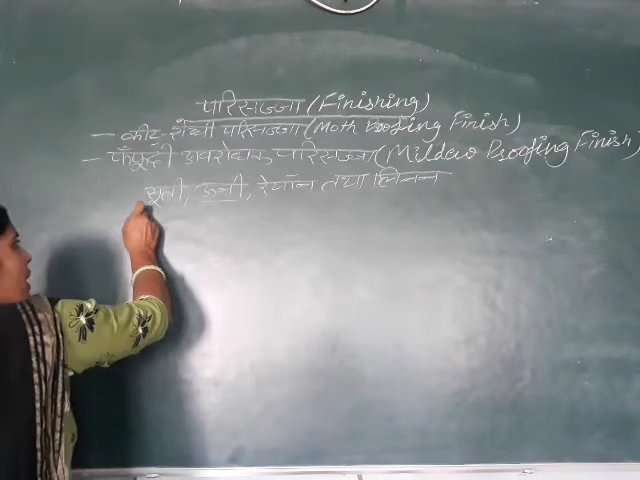 परिसज्जा (Finishing)
- कीट-रोधी परिसज्जा (Moth Proofing Finish)
- फफूंदी अवरोधक परिसज्जा (Mildew Proofing Finish)
सूती, ऊनी, रेयॉन तथा लिनन